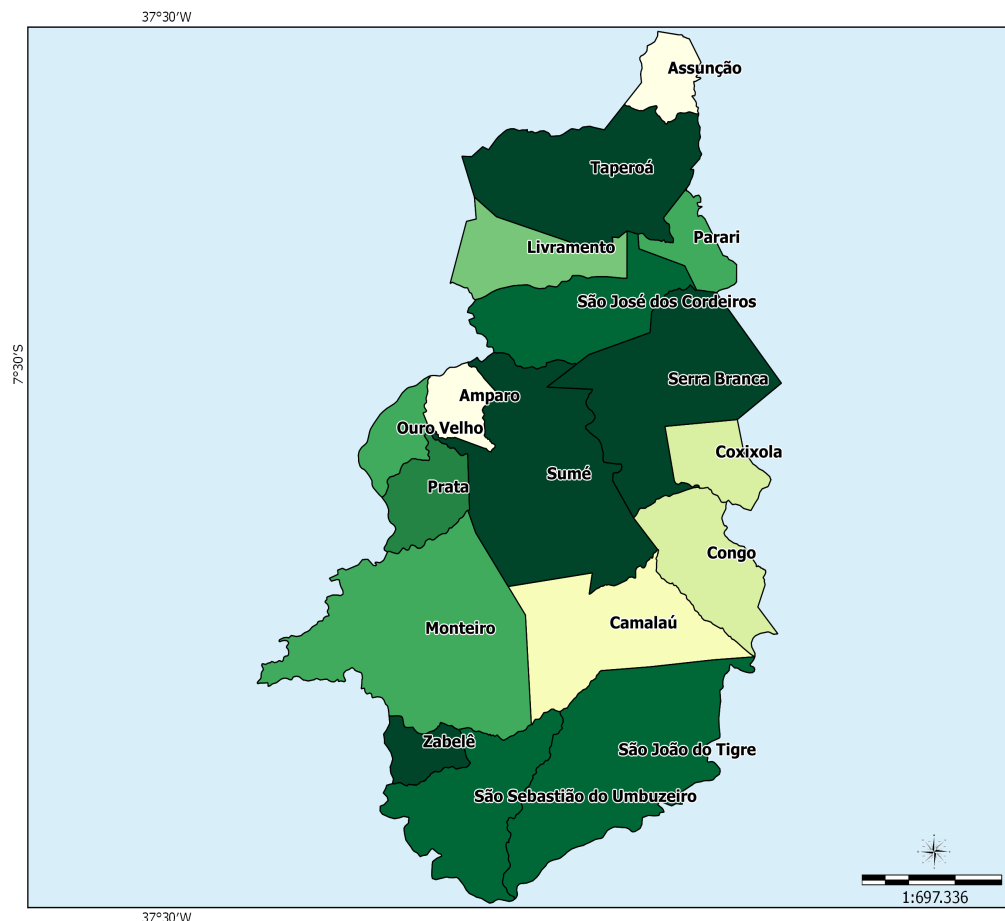 37°30'W
Assunção
Taperoá
Parari
Livramento
São José dos Cordeiros
7°30'S
Serra Branca
Amparo
Ouro Velho
Coxixola
Sumé
Prata
Congo
Camalaú
Monteiro
Zabelê
São João do Tigre
São Sebastião do Umbuzeiro
1:697.336
37°30'W